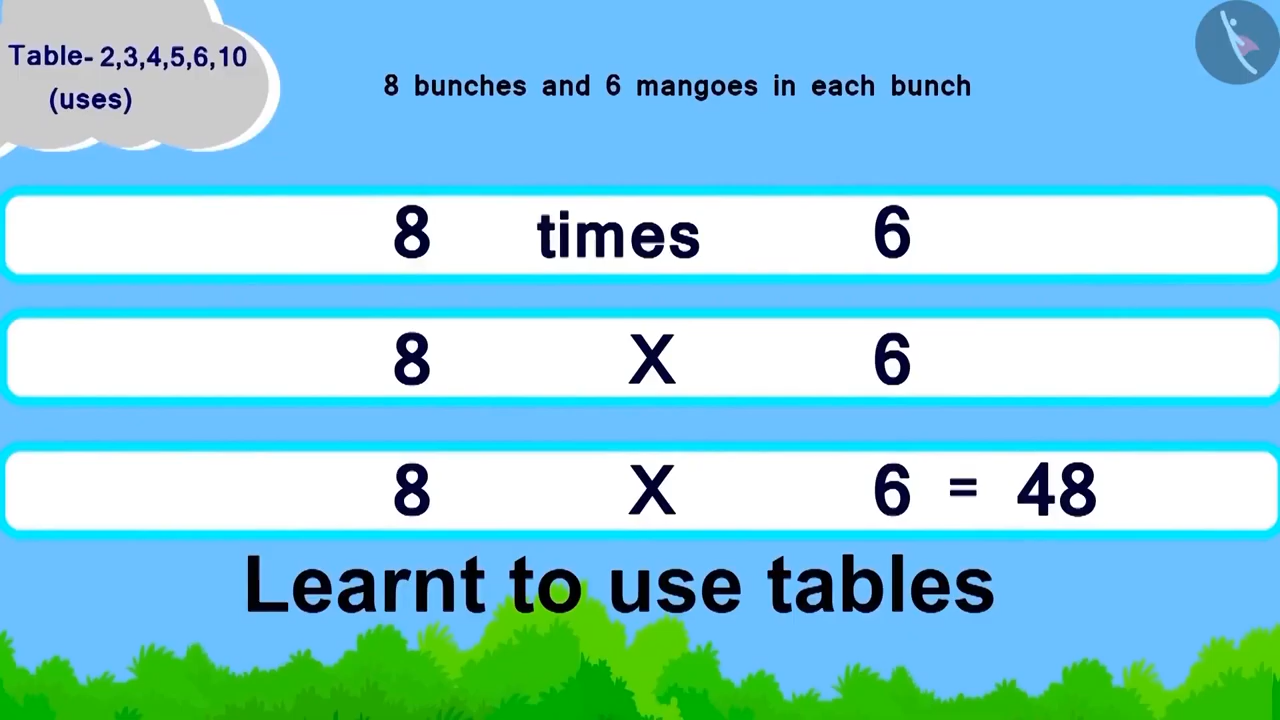 Table- 2,3,4,5,6,10
(uses)
8 bunches and 6 mangoes in each bunch
8 times 6
8 X 6
8 X 6 = 48
Learnt to use tables